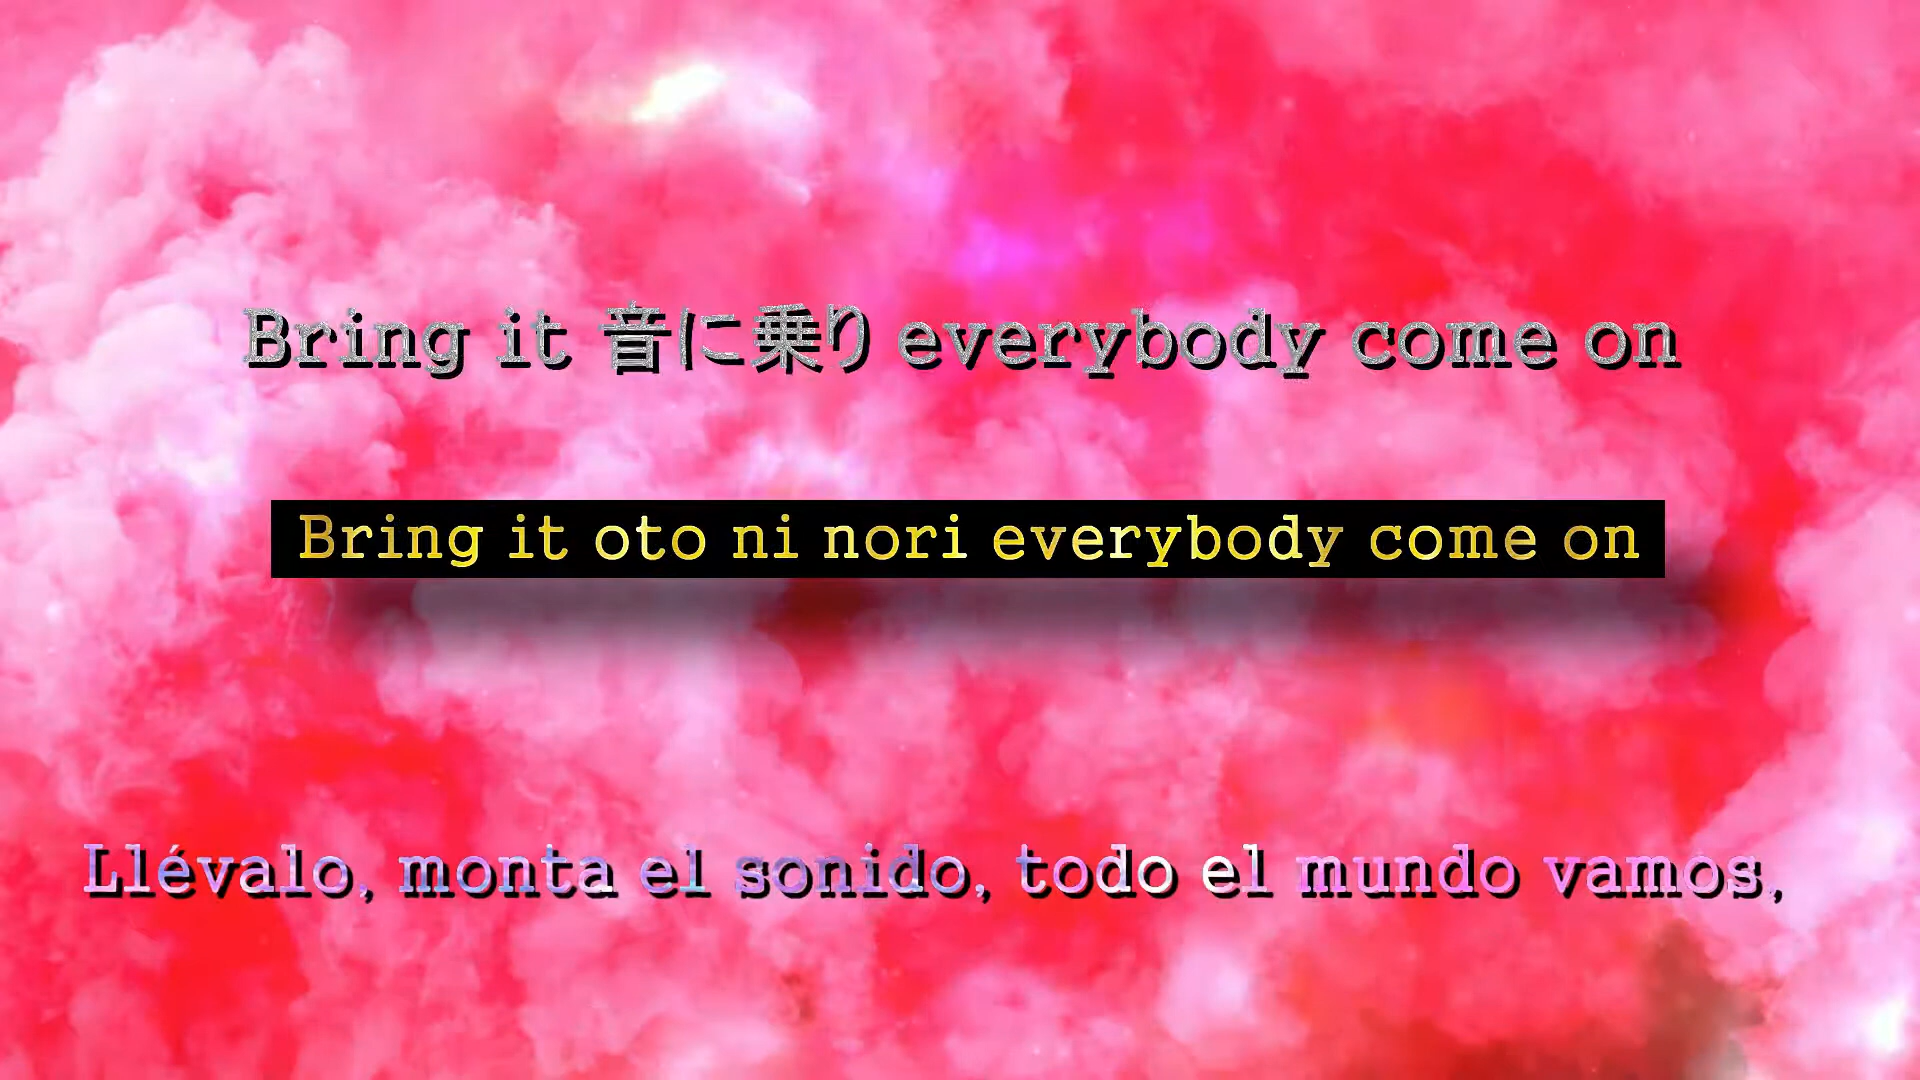 Bring it 音に乗り everybody come on
Bring it oto ni nori everybody come on
Llévalo, monta el sonido, todo el mundo vamos,